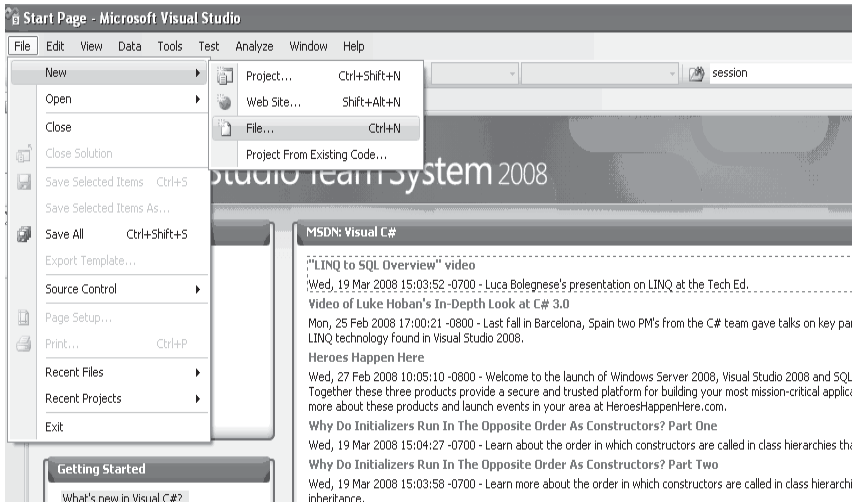 Start Page - Microsoft Visual Studio
File Edit View Data Tools Test Analyze Window Help
New
Open
Close
Close Solution
Save Selected Items Ctrl+S
Save Selected Items As...
Save All Ctrl+Shift+S
Export Template...
Source Control
Page Setup...
Print... Ctrl+P
Recent Files
Recent Projects
Exit
Project... Ctrl+Shift+N
Web Site... Shift+Alt+N
File... Ctrl+N
Project From Existing Code...
session
Studio Team System 2008
MSDN: Visual C#
"LINQ to SQL Overview" video
Wed, 19 Mar 2008 15:03:52 -0700 - Luca Bolegnese's presentation on LINQ at the Tech Ed.
Video of Luke Hoban's In-Depth Look at C# 3.0
Mon, 25 Feb 2008 17:00:21 -0800 - Last fall in Barcelona, Spain two PM's from the C# team gave talks on key
LINQ technology found in Visual Studio 2008.
Heroes Happen Here
Wed, 27 Feb 2008 10:05:10 -0800 - Welcome to the launch of Windows Server 2008, Visual Studio 2008 and SQL
Together these three products provide a secure and trusted platform for building your most mission-critical
more about these products and launch events in your area at HeroesHappenHere.com.
Why Do Initializers Run In The Opposite Order As Constructors? Part One
Wed, 19 Mar 2008 15:04:27 -0700 - Learn about the order in which constructors are called in class hierarchies
Why Do Initializers Run In The Opposite Order As Constructors? Part Two
Wed, 19 Mar 2008 15:03:58 -0700 - Learn more about the order in which constructors are called in class
inheritance.
Getting Started
What's new in Visual C#?